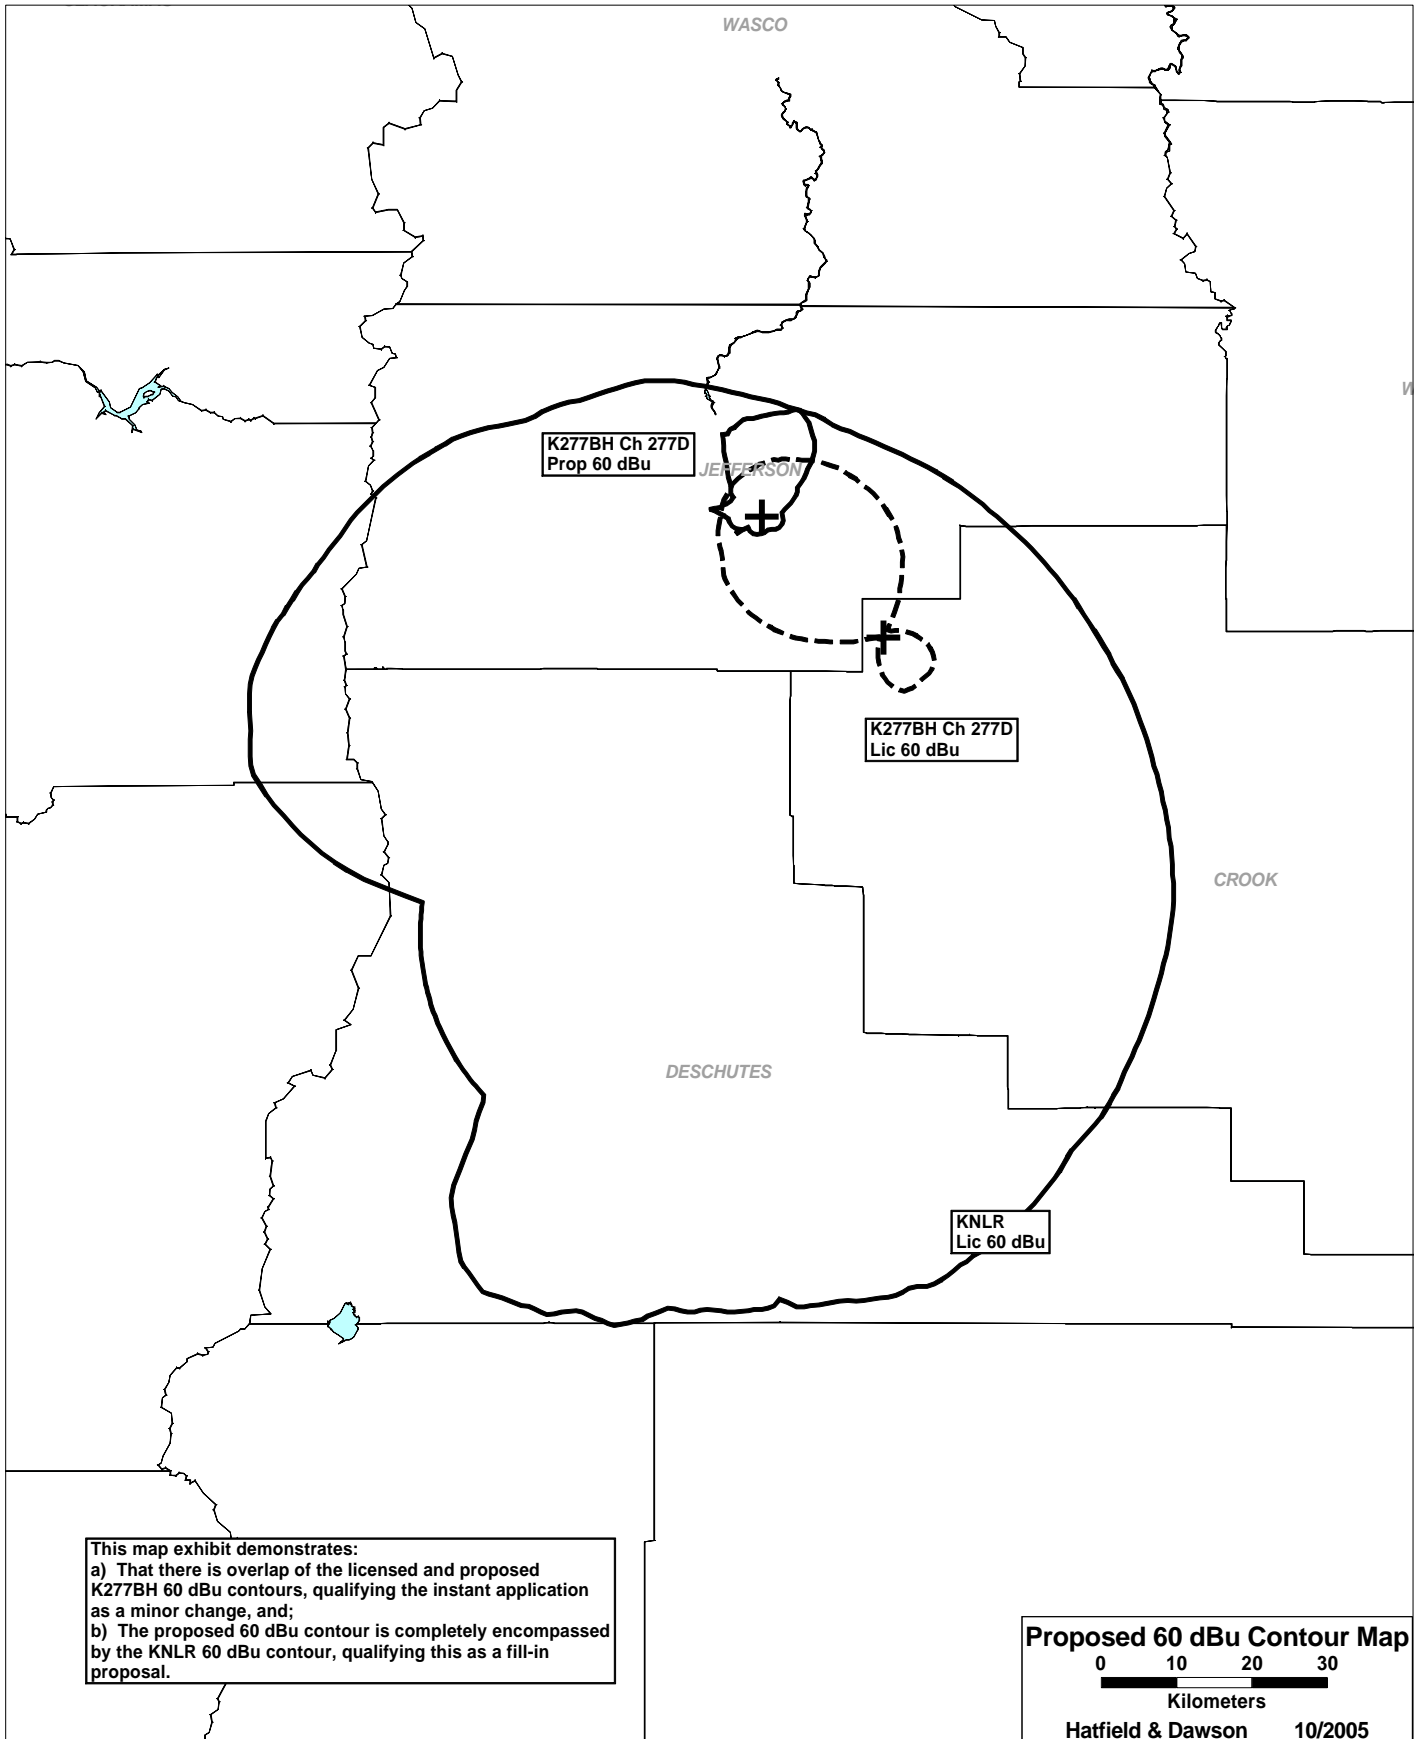 WASCO
K277BH Ch 277D
Prop 60 dBu
JEFFERSON
K277BH Ch 277D
Lic 60 dBu
CROOK
DESCHUTES
KNLR
Lic 60 dBu
This map exhibit demonstrates:
a) That there is overlap of the licensed and proposed
K277BH 60 dBu contours, qualifying the instant application
as a minor change, and;
b) The proposed 60 dBu contour is completely encompassed
by the KNLR 60 dBu contour, qualifying this as a fill-in
proposal.
Proposed 60 dBu Contour Map
0 10 20 30
Kilometers
Hatfield & Dawson 10/2005